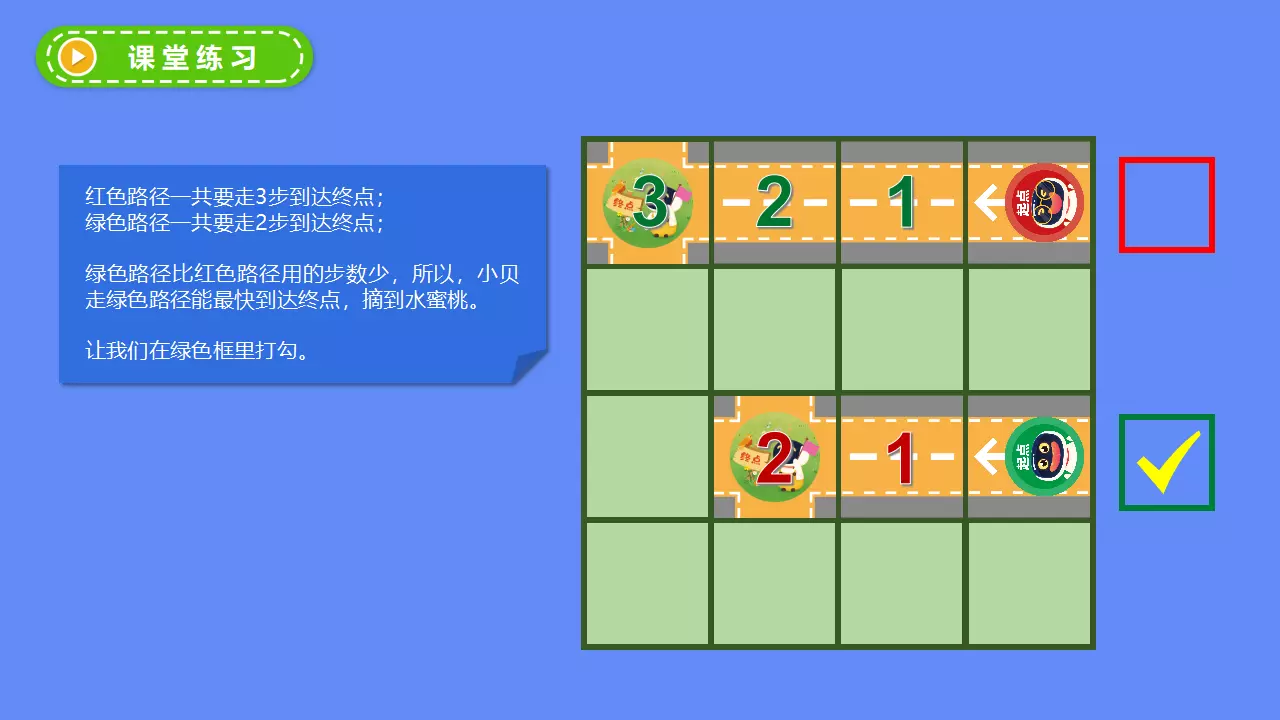 课堂练习
红色路径一共要走3步到达终点；
绿色路径一共要走2步到达终点；
绿色路径比红色路径用的步数少，所以，小贝
走绿色路径能最快到达终点，摘到水蜜桃。
让我们在绿色框里打勾。
终点 3 2 1 起点
终点 2 1 起点